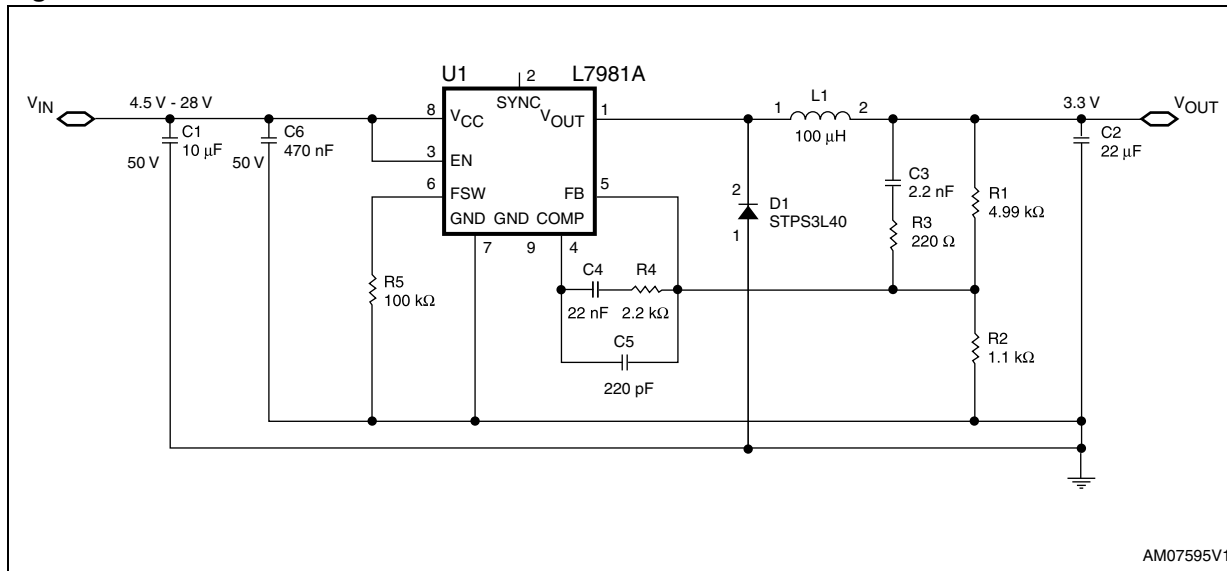 U1
L7981A
2
SYNC
V_IN
4.5 V - 28 V
8
V_CC
V_OUT
1
1
L1
2
100 µH
3.3 V
V_OUT
C1
10 µF
50 V
C6
470 nF
50 V
3
EN
C2
22 µF
6
FSW
FB
5
C3
2.2 nF
R1
4.99 kΩ
2
D1
STPS3L40
1
R3
220 Ω
GND
GND
COMP
7
9
4
R5
100 kΩ
C4
R4
22 nF
2.2 kΩ
C5
220 pF
R2
1.1 kΩ
AM07595V1